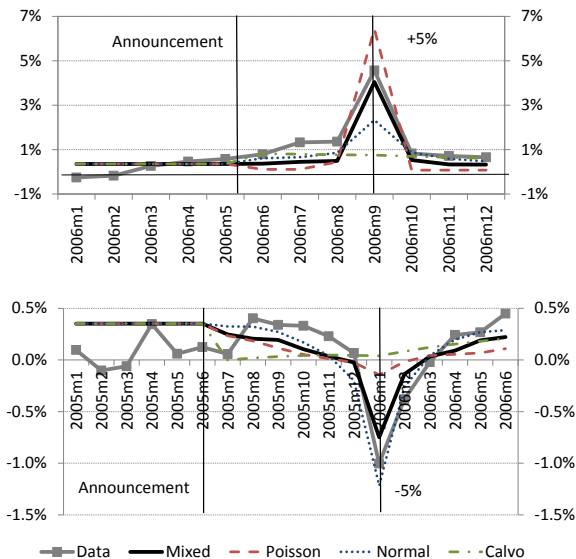 7% 7%
Announcement +5%
5% 5%
3% 3%
1% 1%
-1% -1%
2006m1 2006m2 2006m3 2006m4 2006m5 2006m6 2006m7 2006m8 2006m9 2006m10 2006m11 2006m12
0.5% 0.5%
0.0% 0.0%
2005m1 2005m2 2005m3 2005m4 2005m5 2005m6 2005m7 2005m8 2005m9 2005m10 2005m11 2005m12 2006m1 2006m2 2006m3 2006m4 2006m5 2006m6
-0.5% -0.5%
-1.0% -1.0%
Announcement -5%
-1.5% -1.5%
Data Mixed Poisson Normal Calvo